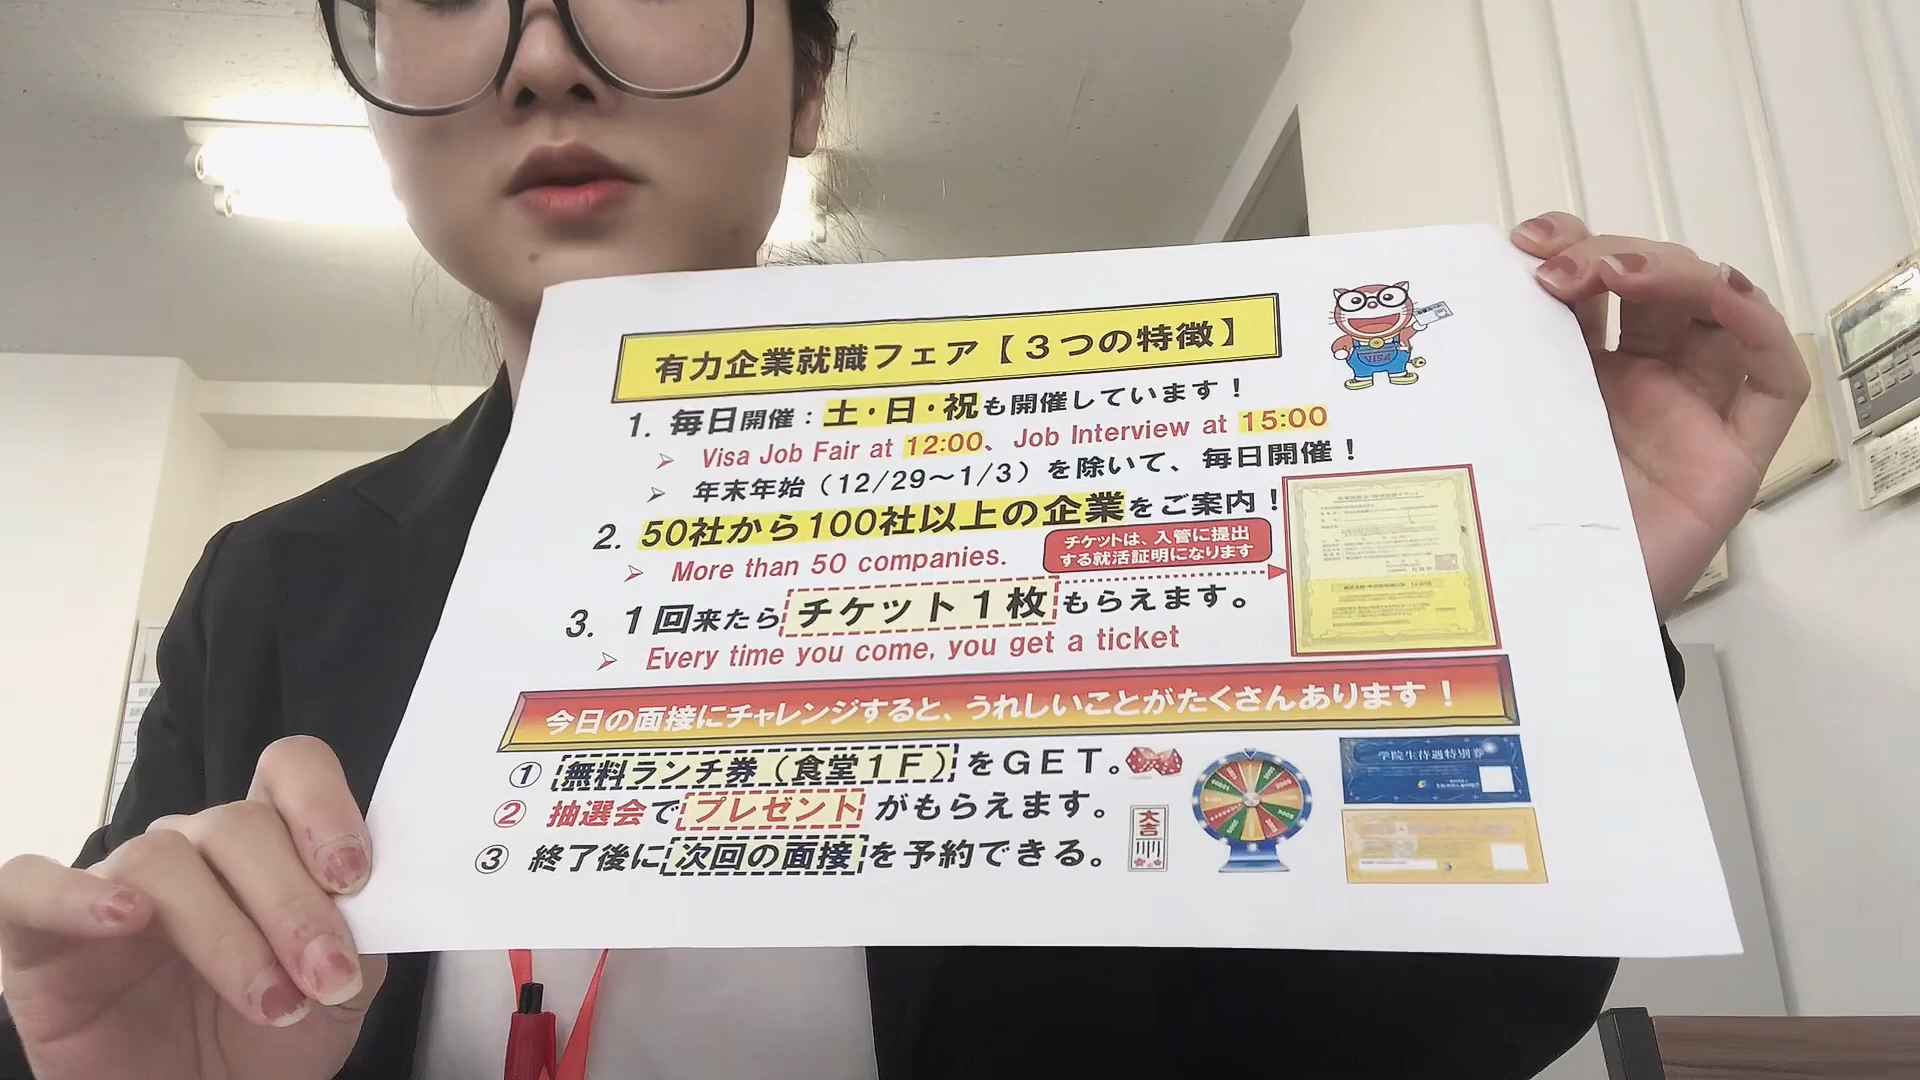 有力企業就職フェア【3つの特徴】
VISA
1. 毎日開催：土・日・祝も開催しています！
➢ Visa Job Fair at 12:00、Job Interview at 15:00
➢ 年末年始（12/29～1/3）を除いて、毎日開催！
2. 50社から100社以上の企業をご案内！
➢ More than 50 companies.
チケットは、入管に提出
する就活証明になります
3. 1回来たらチケット1枚もらえます。
➢ Every time you come, you get a ticket
今日の面接にチャレンジすると、うれしいことがたくさんあります！
① 無料ランチ券（食堂1F）をGET。
② 抽選会でプレゼントがもらえます。
③ 終了後に次回の面接を予約できる。
大吉
学院生待遇特別券